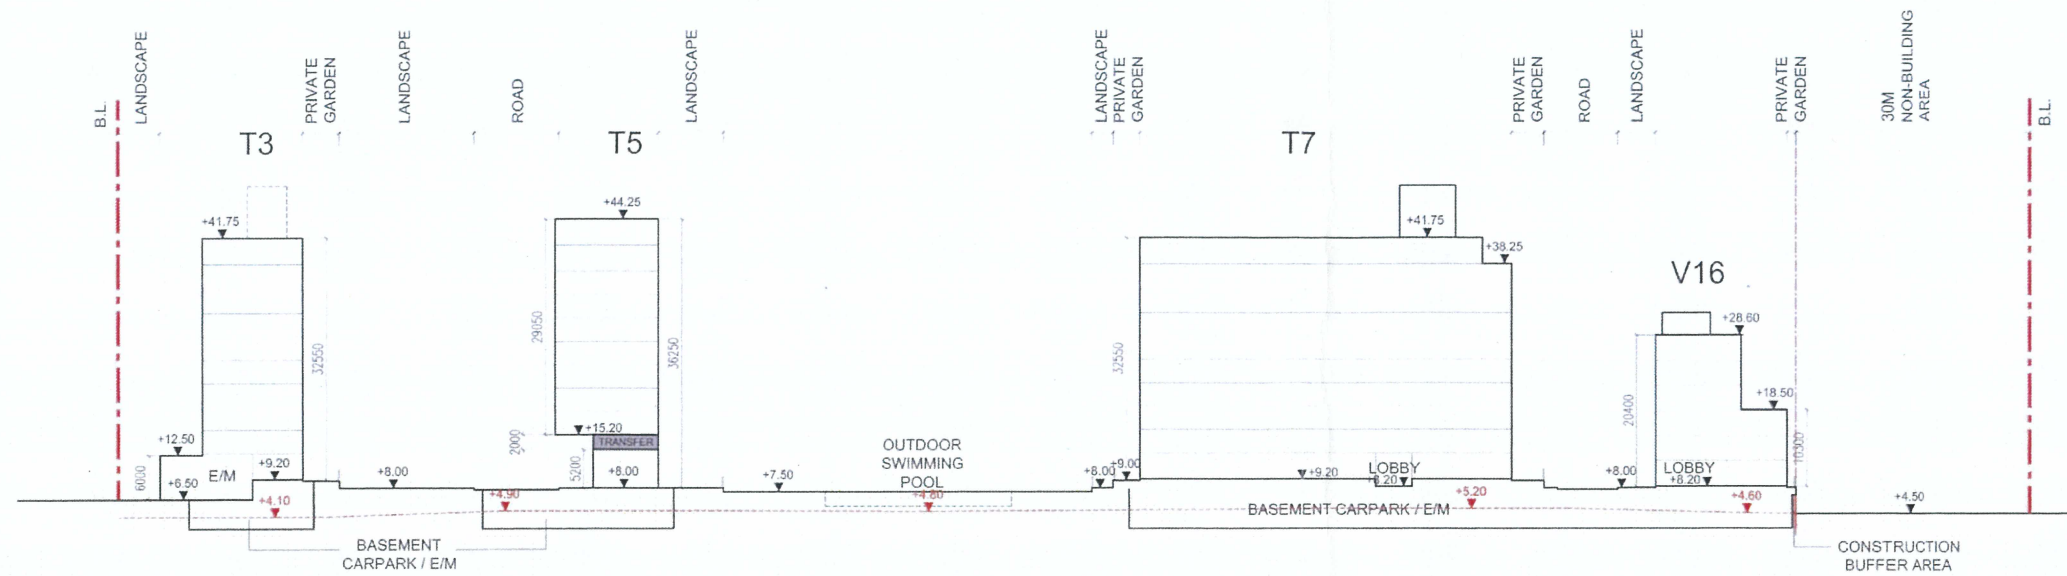 B.L.
LANDSCAPE
PRIVATE
GARDEN
LANDSCAPE
ROAD
LANDSCAPE
LANDSCAPE
PRIVATE
GARDEN
PRIVATE
GARDEN
ROAD
LANDSCAPE
PRIVATE
GARDEN
30M
NON-BUILDING
AREA
B.L.
T3
T5
T7
V16
+41.75
+44.25
+41.75
+38.25
+28.60
+18.50
32550
29050
36250
32550
20400
10300
+12.50
6000
+6.50
E/M
+9.20
+4.10
+8.00
+4.90
2000
5200
+15.20
TRANSFER
+8.00
+7.50
OUTDOOR
SWIMMING
POOL
+4.80
+8.00
+9.00
+9.20
LOBBY
+8.20
+5.20
+8.00
LOBBY
+8.20
+4.60
+4.50
BASEMENT CARPARK / E/M
BASEMENT
CARPARK / E/M
CONSTRUCTION
BUFFER AREA